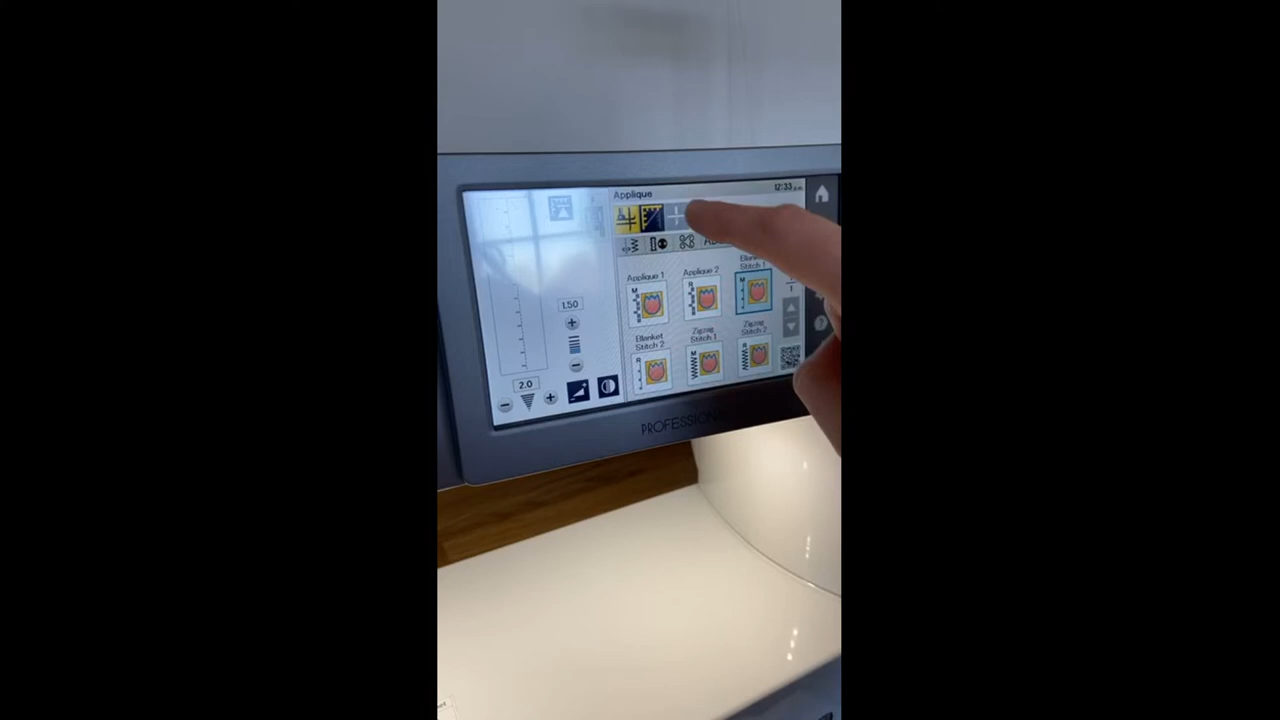 Applique
12:33 p.m.
Applique 1
Applique 2
Stitch 1
M
R
M
1.50
Blanket
Stitch 2
Zigzag
Stitch 1
Zigzag
Stitch 2
R
M
R
1
2.0
PROFESSION